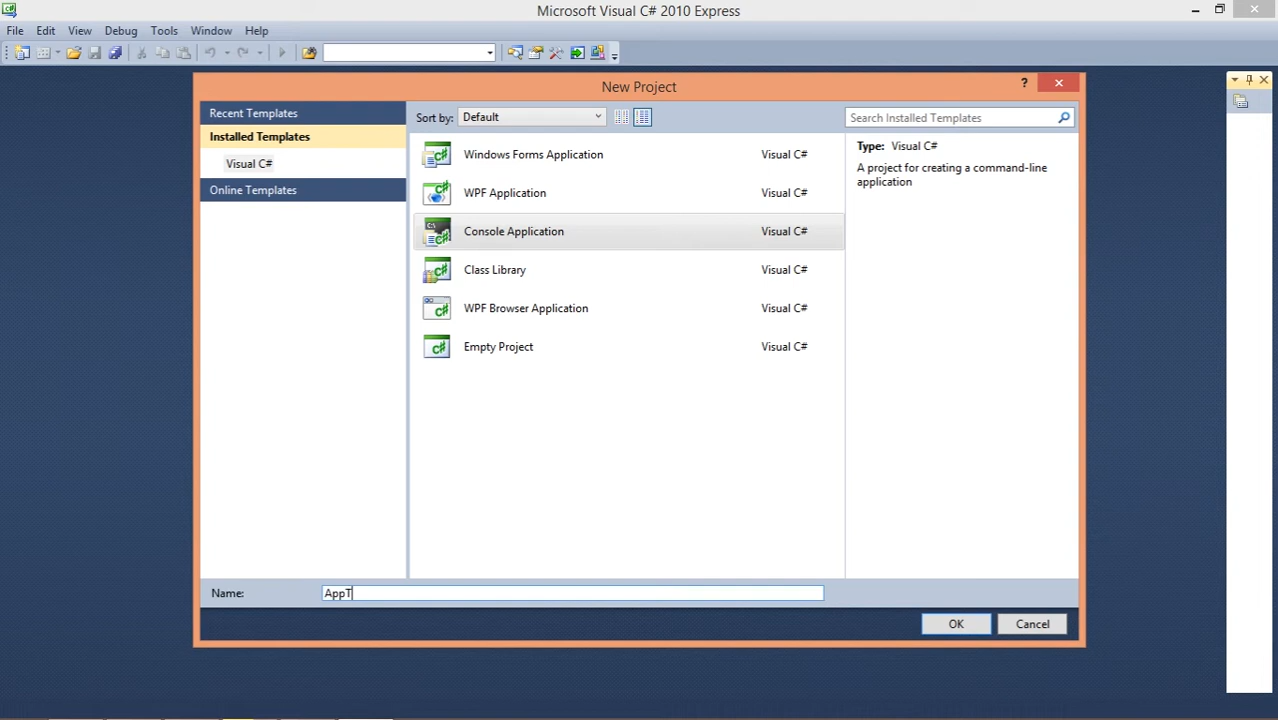 Microsoft Visual C# 2010 Express
File Edit View Debug Tools Window Help
New Project
?
Recent Templates
Installed Templates
Visual C#
Online Templates
Sort by: Default
Search Installed Templates
Windows Forms Application Visual C#
WPF Application Visual C#
Console Application Visual C#
Class Library Visual C#
WPF Browser Application Visual C#
Empty Project Visual C#
Type: Visual C#
A project for creating a command-line
application
Name: AppT
OK Cancel